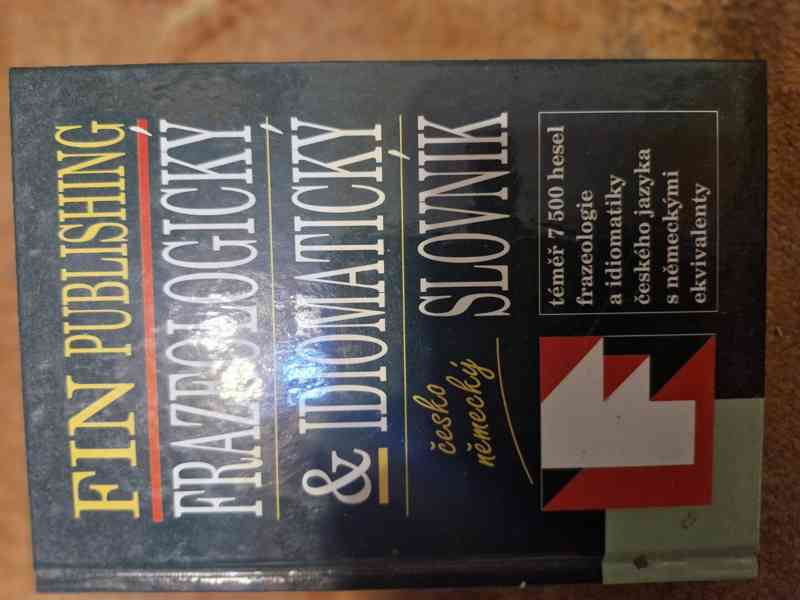 FIN PUBLISHING
FRAZEOLOGICKÝ
& IDIOMATICKÝ
česko
německý
SLOVNÍK
téměř 7 500 hesel
frazeologie
a idiomatiky
českého jazyka
s německými
ekvivalenty